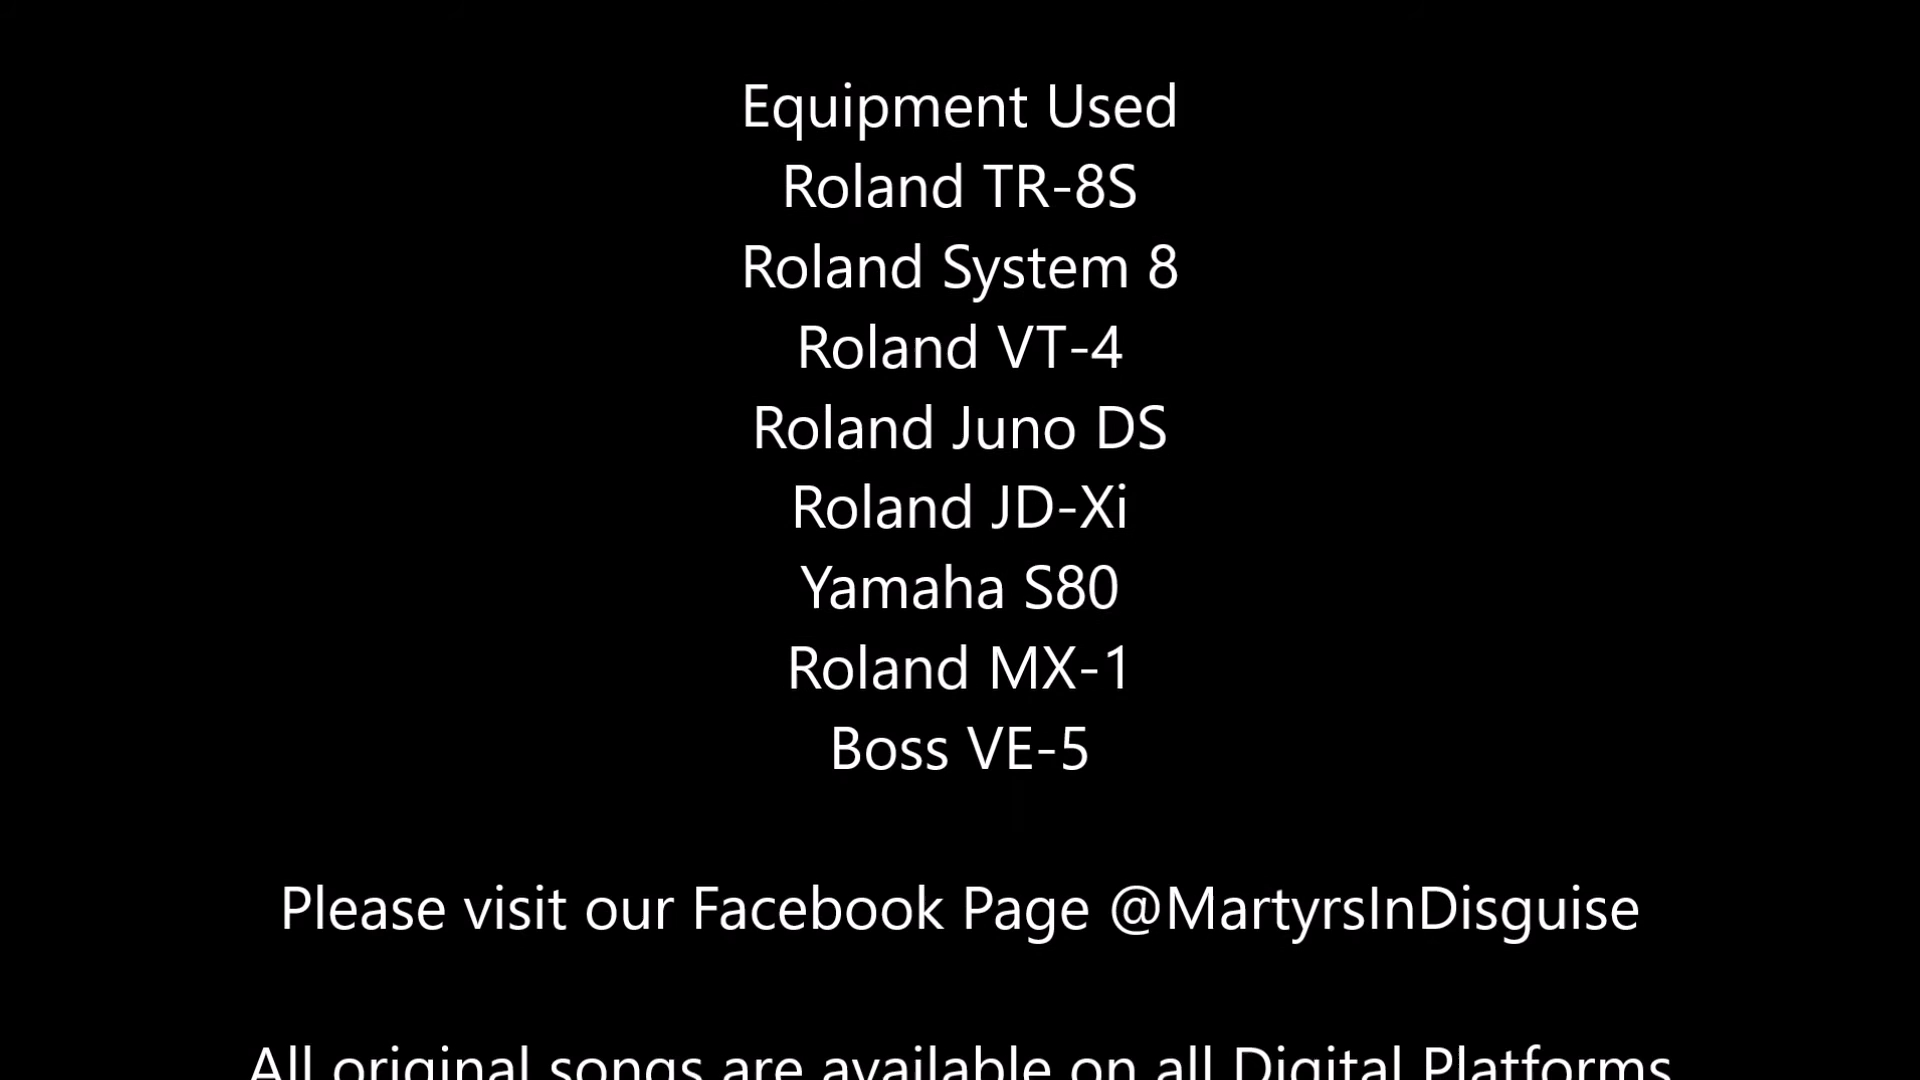 Equipment Used
Roland TR-8S
Roland System 8
Roland VT-4
Roland Juno DS
Roland JD-Xi
Yamaha S80
Roland MX-1
Boss VE-5
Please visit our Facebook Page @MartyrsInDisguise
All original songs are available on all Digital Platforms